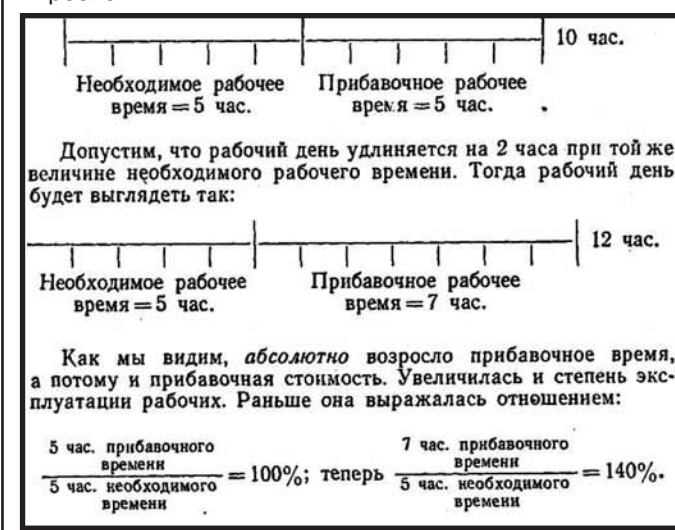 10 час.
Необходимое рабочее Прибавочное рабочее
время = 5 час. время = 5 час.
Допустим, что рабочий день удлиняется на 2 часа при той же
величине необходимого рабочего времени. Тогда рабочий день
будет выглядеть так:
12 час.
Необходимое рабочее Прибавочное рабочее
время = 5 час. время = 7 час.
Как мы видим, абсолютно возросло прибавочное время,
а потому и прибавочная стоимость. Увеличилась и степень экс-
плуатации рабочих. Раньше она выражалась отношением:
5 час. прибавочного
времени
5 час. необходимого
времени
= 100%; теперь
7 час. прибавочного
времени
5 час. необходимого
времени
= 140%.